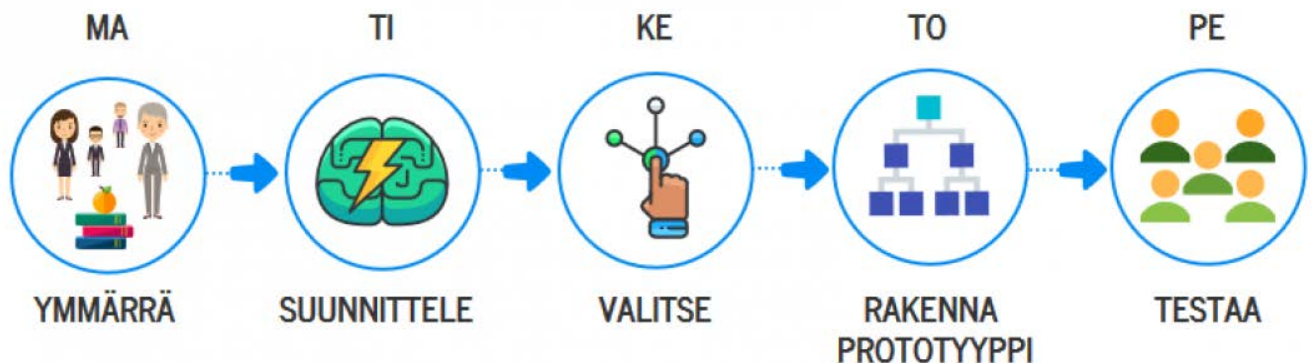 MA
TI
KE
TO
PE
YMMÄRRÄ
SUUNNITTELE
VALITSE
RAKENNA
PROTOTYYPPI
TESTAA